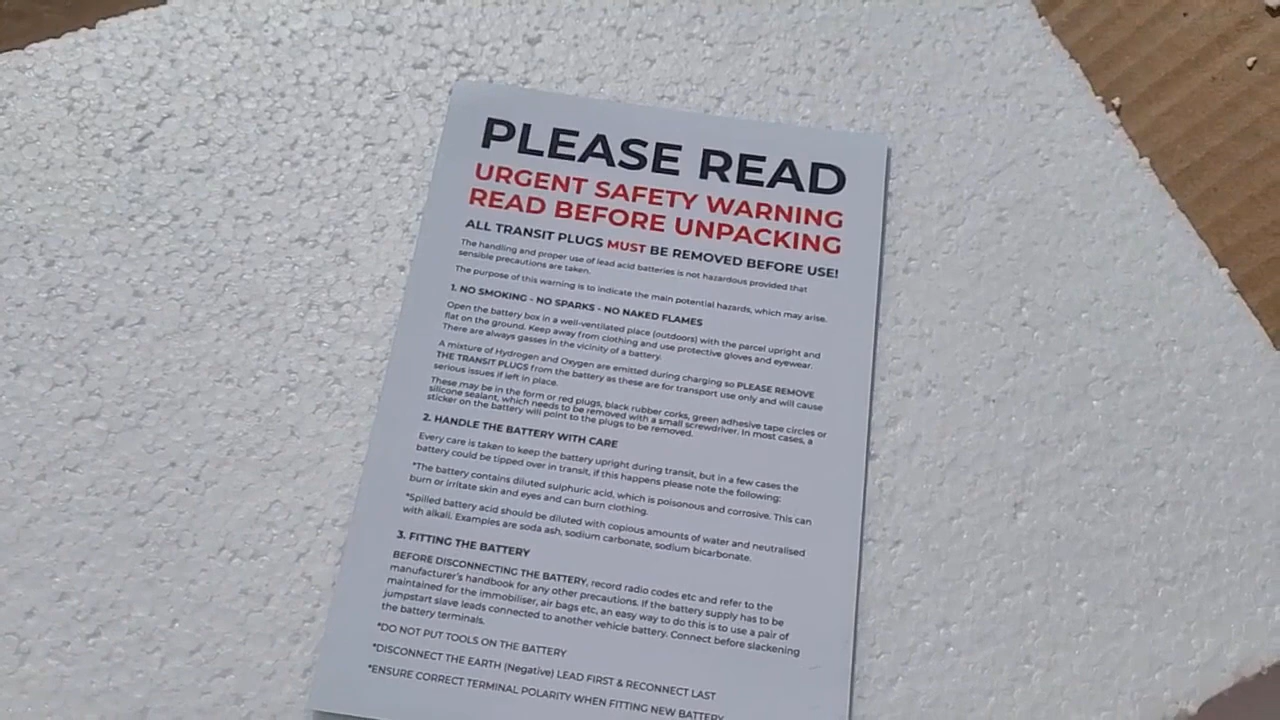 PLEASE READ
URGENT SAFETY WARNING
READ BEFORE UNPACKING
ALL TRANSIT PLUGS MUST BE REMOVED BEFORE USE!
The handling and proper use of lead acid batteries is not hazardous provided that
sensible precautions are taken.
The purpose of this warning is to indicate the main potential hazards, which may arise.
1. NO SMOKING - NO SPARKS - NO NAKED FLAMES
Open the battery box in a well-ventilated place (outdoors) with the parcel upright and
flat on the ground. Keep away from clothing and use protective gloves and eyewear.
There are always gasses in the vicinity of a battery.
A mixture of Hydrogen and Oxygen are emitted during charging so PLEASE REMOVE
THE TRANSIT PLUGS from the battery as these are for transport use only and will cause
serious issues if left in place.
These may be in the form or red plugs, black rubber corks, green adhesive tape circles or
silicone sealant, which needs to be removed with a small screwdriver. In most cases, a
sticker on the battery will point to the plugs to be removed.
2. HANDLE THE BATTERY WITH CARE
Every care is taken to keep the battery upright during transit, but in a few cases the
battery could be tipped over in transit, if this happens please note the following:
*The battery contains diluted sulphuric acid, which is poisonous and corrosive. This can
burn or irritate skin and eyes and can burn clothing.
*Spilled battery acid should be diluted with copious amounts of water and neutralised
with alkali. Examples are soda ash, sodium carbonate, sodium bicarbonate.
3. FITTING THE BATTERY
BEFORE DISCONNECTING THE BATTERY, record radio codes etc and refer to the
manufacturer's handbook for any other precautions. If the battery supply has to be
maintained for the immobiliser, air bags etc, an easy way to do this is to use a pair of
jumpstart slave leads connected to another vehicle battery. Connect before slackening
the battery terminals.
*DO NOT PUT TOOLS ON THE BATTERY
*DISCONNECT THE EARTH (Negative) LEAD FIRST & RECONNECT LAST
*ENSURE CORRECT TERMINAL POLARITY WHEN FITTING NEW BATTERY